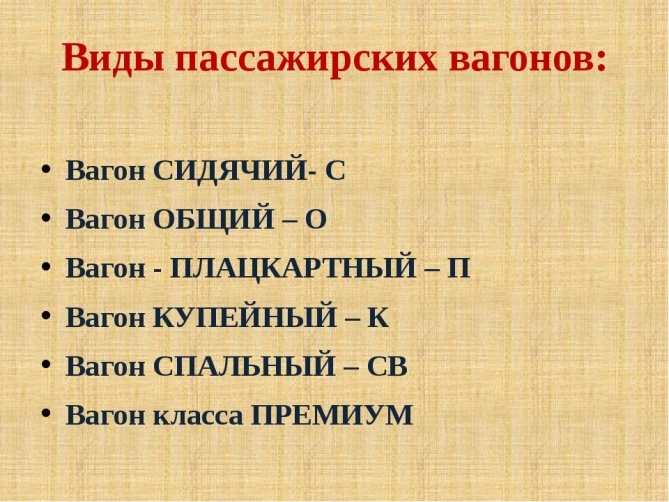 Виды пассажирских вагонов:
• Вагон СИДЯЧИЙ- С
• Вагон ОБЩИЙ – О
• Вагон - ПЛАЦКАРТНЫЙ – П
• Вагон КУПЕЙНЫЙ – К
• Вагон СПАЛЬНЫЙ – СВ
• Вагон класса ПРЕМИУМ